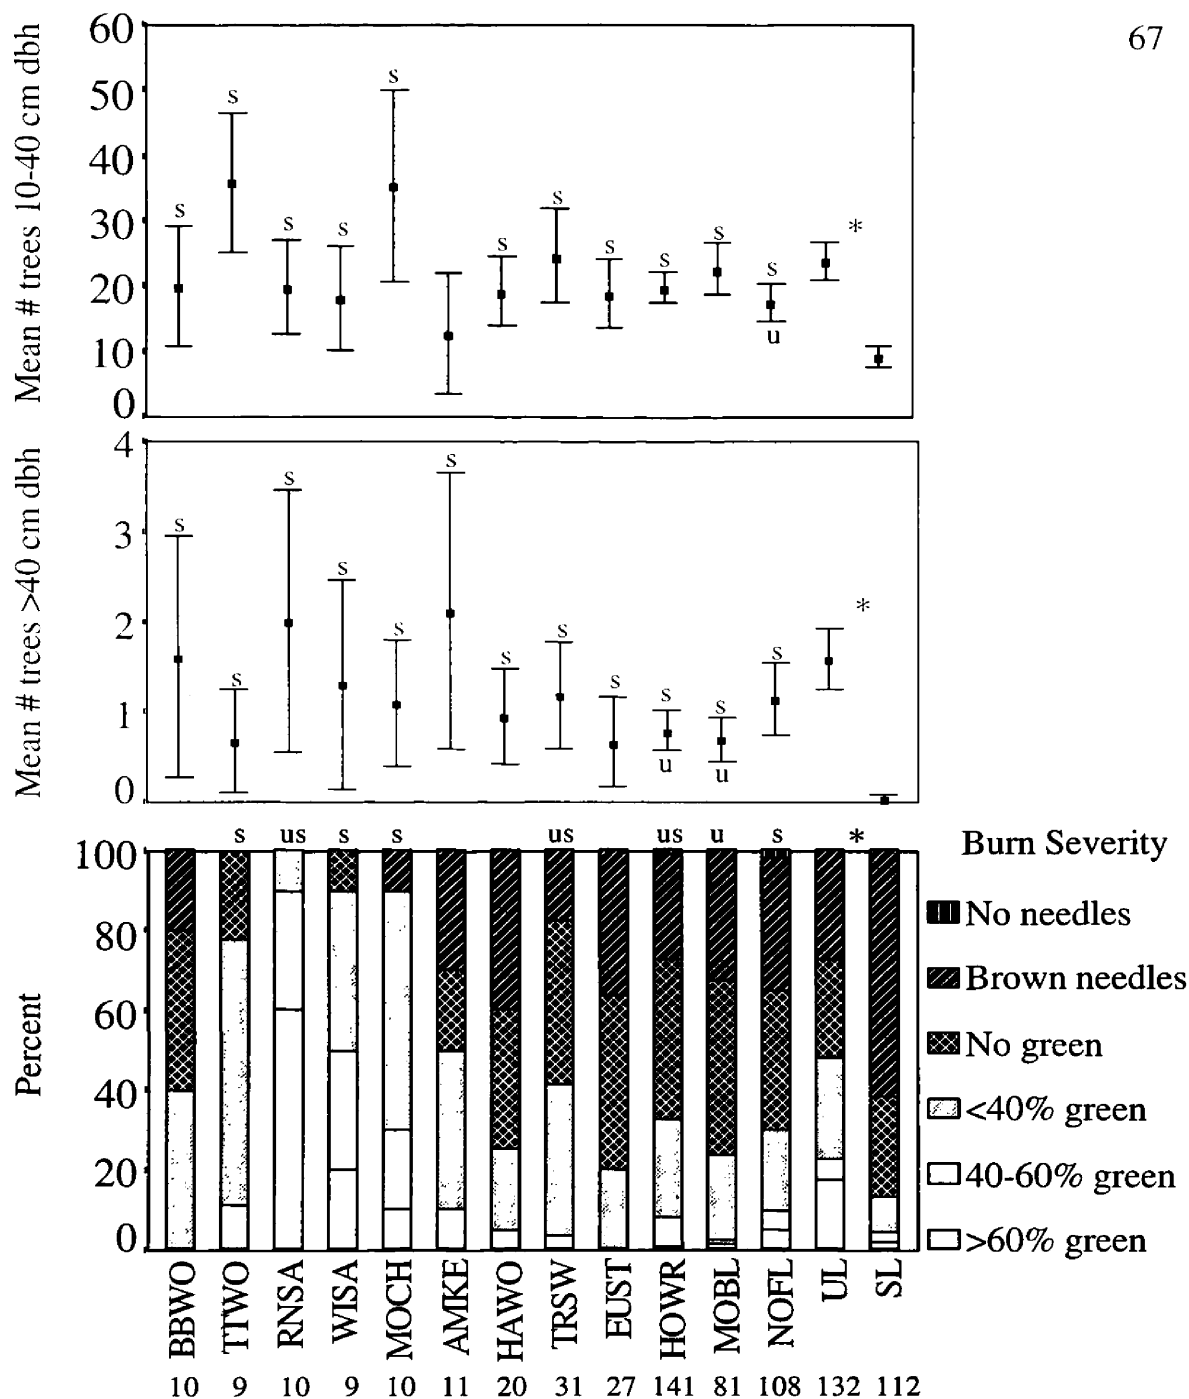 67
Mean # trees 10-40 cm dbh
60
50
40
30
20
10
0
s s s s s s s s s s s s *
u
Mean # trees >40 cm dbh
4
3
2
1
0
s s s s s s s s s s s s *
u u
s us s s us us u s *
Percent
100
80
60
40
20
0
Burn Severity
No needles
Brown needles
No green
<40% green
40-60% green
>60% green
BBWO TTWO RNSA WISA MOCH AMKE HAWO TRSW EUST HOWR MOBL NOFL UL SL
10 9 10 9 10 11 20 31 27 141 81 108 132 112